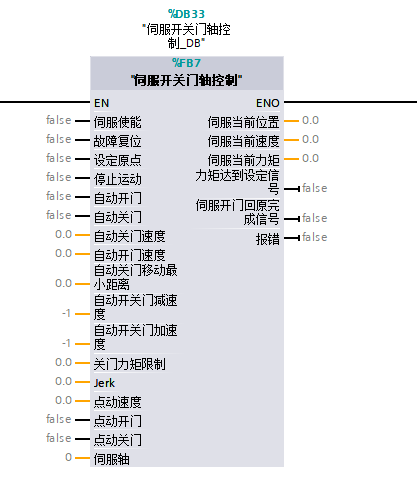 %DB33
"伺服开关门轴控
制_DB"
%FB7
"伺服开关门轴控制"
EN ENO
false 伺服使能 伺服当前位置 0.0
false 故障复位 伺服当前速度 0.0
false 设定原点 伺服当前力矩 0.0
false 停止运动 力矩达到设定信
号 false
false 自动开门 伺服开门回原完
成信号 false
false 自动关门 报错 false
0.0 自动关门速度
0.0 自动开门速度
自动关门移动最
0.0 小距离
自动开关门减速
-1 度
自动开关门加速
-1 度
0.0 关门力矩限制
0.0 Jerk
0.0 点动速度
false 点动开门
false 点动关门
0 伺服轴